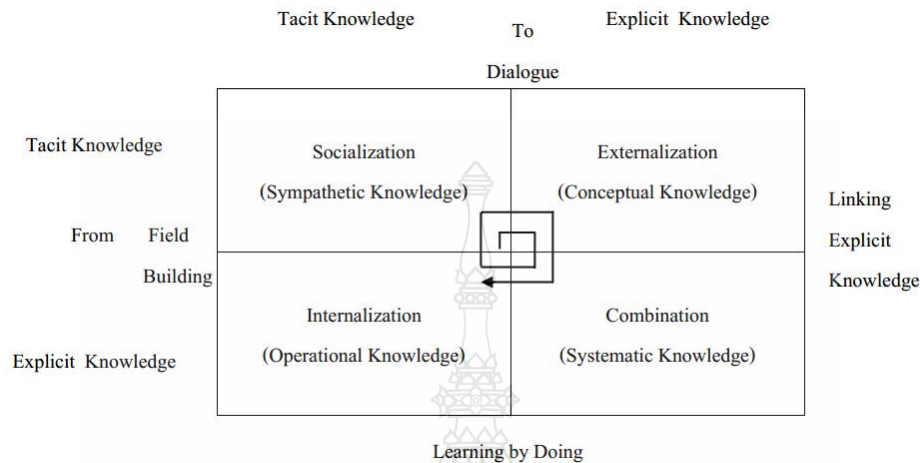 Tacit Knowledge To Explicit Knowledge
Dialogue
Tacit Knowledge
Socialization
(Sympathetic Knowledge)
Externalization
(Conceptual Knowledge)
From Field
Building
Linking
Explicit
Knowledge
Explicit Knowledge
Internalization
(Operational Knowledge)
Combination
(Systematic Knowledge)
Learning by Doing